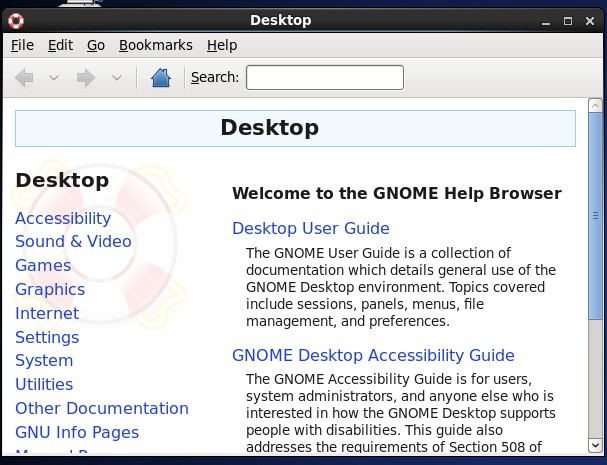 Desktop
File Edit Go Bookmarks Help
Search:
Desktop
Desktop
Accessibility
Sound & Video
Games
Graphics
Internet
Settings
System
Utilities
Other Documentation
GNU Info Pages
Welcome to the GNOME Help Browser
Desktop User Guide
The GNOME User Guide is a collection of
documentation which details general use of the
GNOME Desktop environment. Topics covered
include sessions, panels, menus, file
management, and preferences.
GNOME Desktop Accessibility Guide
The GNOME Accessibility Guide is for users,
system administrators, and anyone else who is
interested in how the GNOME Desktop supports
people with disabilities. This guide also
addresses the requirements of Section 508 of